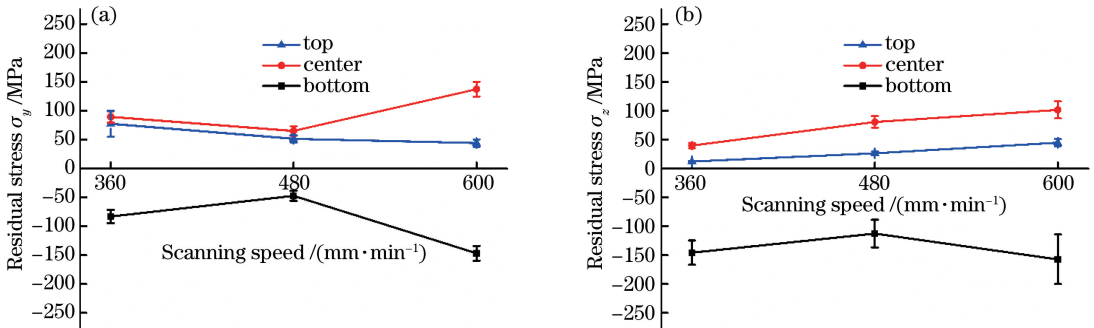 (a)
Residual stress σy /MPa
250
200
150
100
50
0
−50
−100
−150
−200
−250
top
center
bottom
360
480
600
Scanning speed /(mm·min⁻¹)
(b)
Residual stress σz /MPa
250
200
150
100
50
0
−50
−100
−150
−200
−250
top
center
bottom
360
480
600
Scanning speed /(mm·min⁻¹)